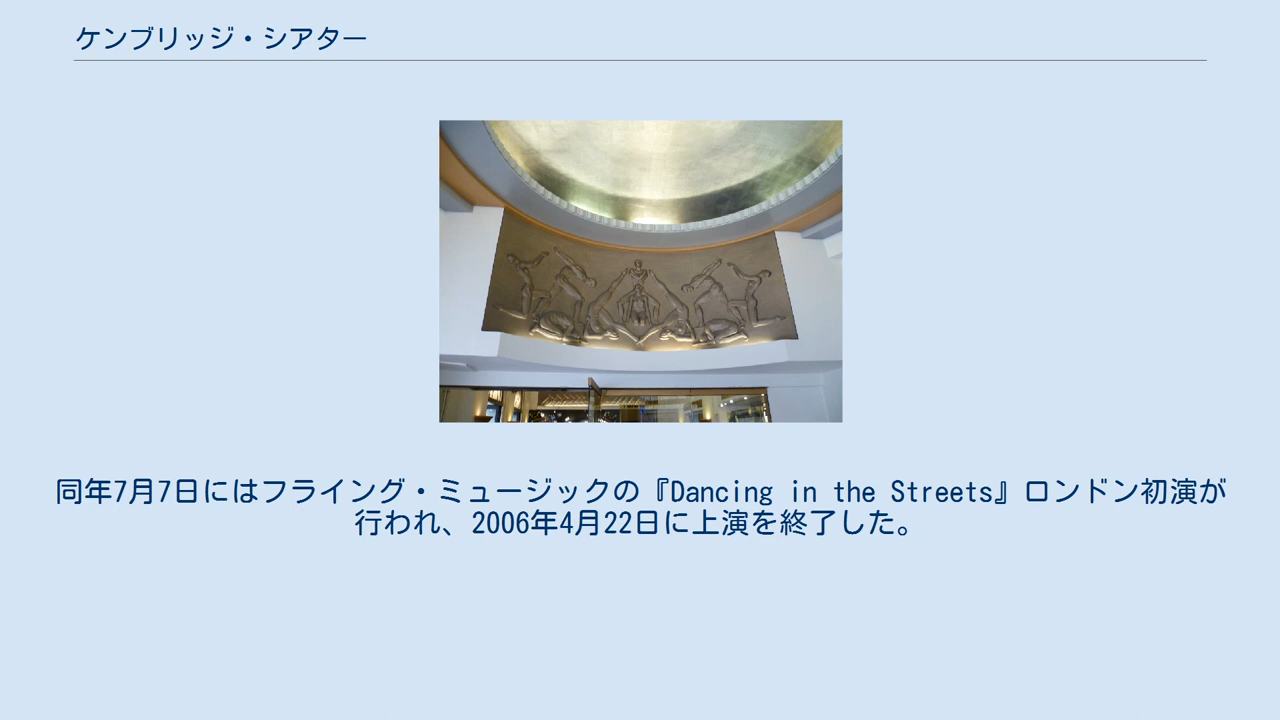 ケンブリッジ・シアター
同年7月7日にはフライング・ミュージックの『Dancing in the Streets』ロンドン初演が
行われ、2006年4月22日に上演を終了した。